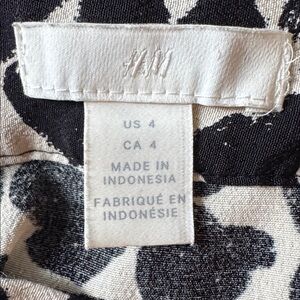 H&M
US 4
CA 4
MADE IN
INDONESIA
FABRIQUÉ EN
INDONÉSIE